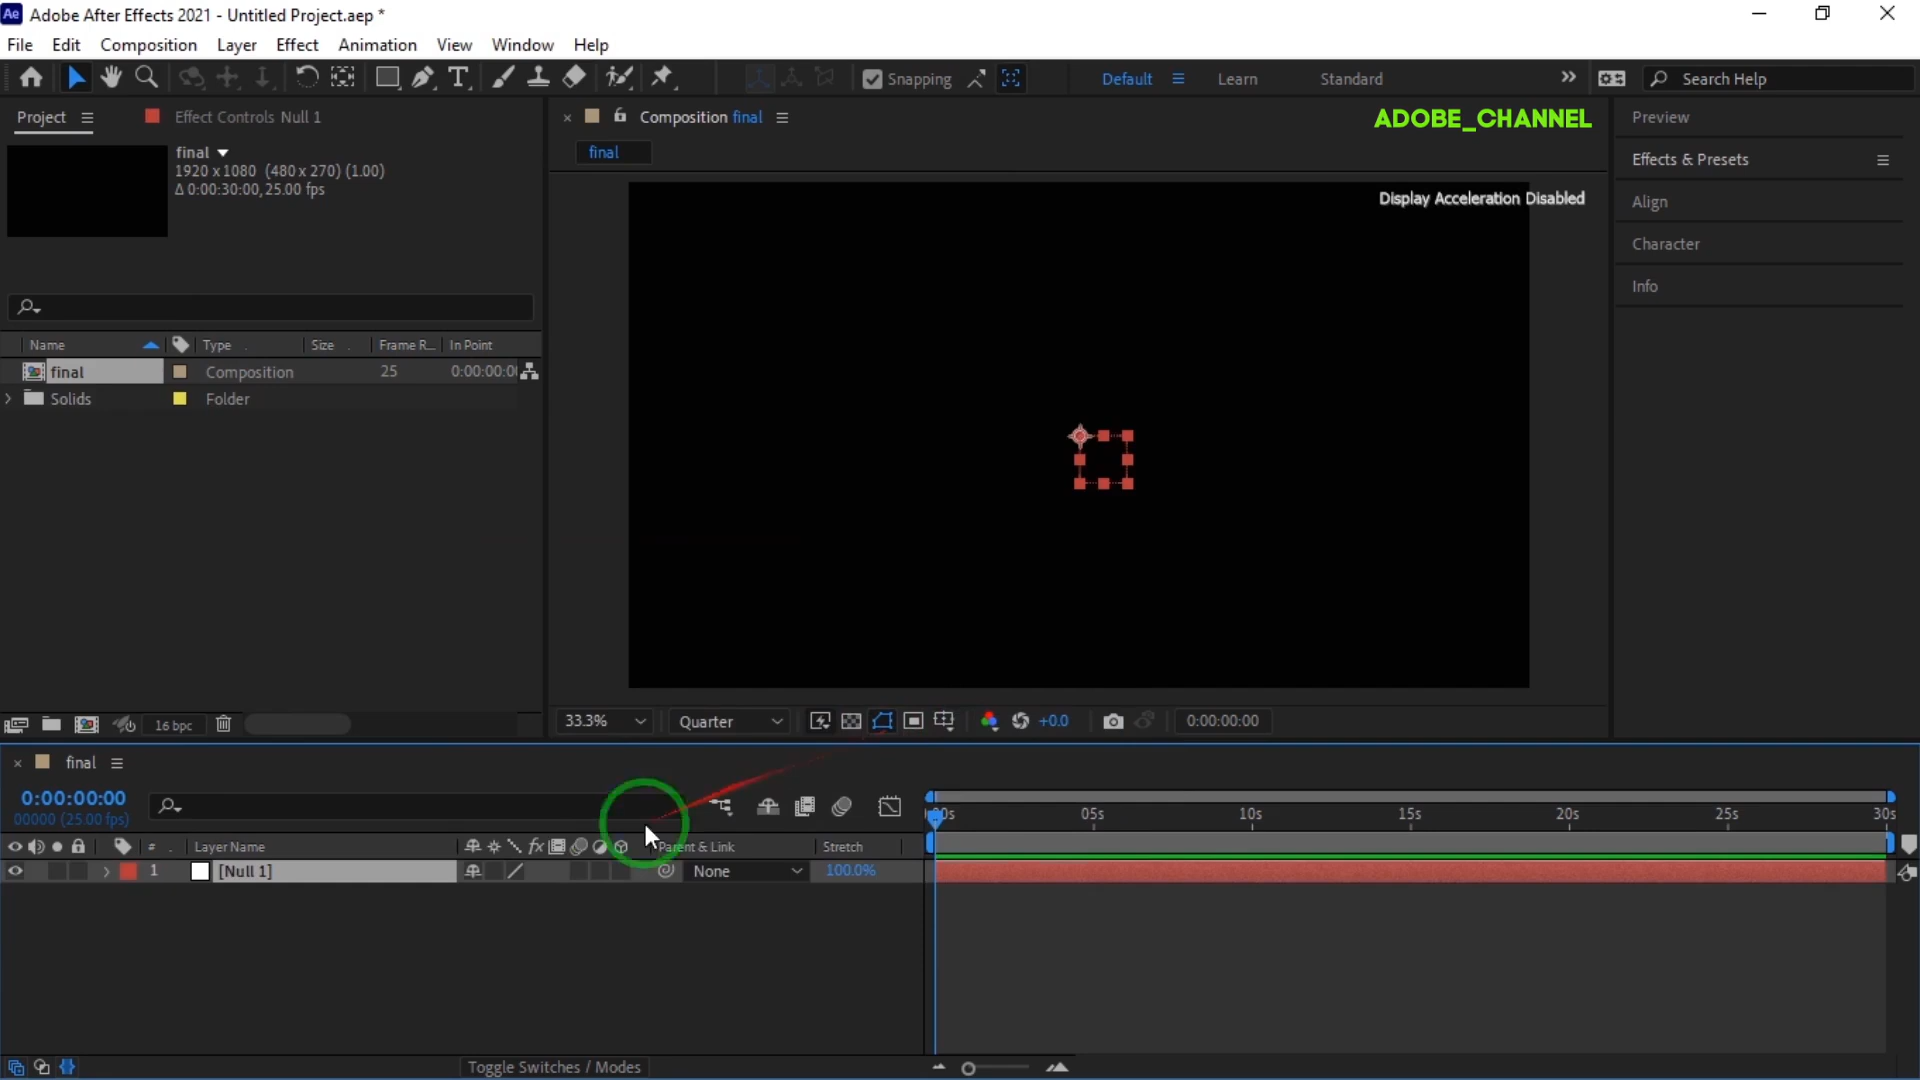 Ae Adobe After Effects 2021 - Untitled Project.aep *
File Edit Composition Layer Effect Animation View Window Help
T Snapping Default Learn Standard Search Help
Project Effect Controls Null 1
final
1920 x 1080 (480 x 270) (1.00)
Δ 0:00:30:00, 25.00 fps
Composition final
ADOBE_CHANNEL
final
Display Acceleration Disabled
Preview
Effects & Presets
Align
Character
Info
Name Type Size Frame R... In Point
final Composition 25 0:00:00:0
Solids Folder
16 bpc
33.3% Quarter +0.0 0:00:00:00
final
0:00:00:00
00000 (25.00 fps)
00s 05s 10s 15s 20s 25s 30s
# Layer Name fx Parent & Link Stretch
1 [Null 1] None 100.0%
Toggle Switches / Modes